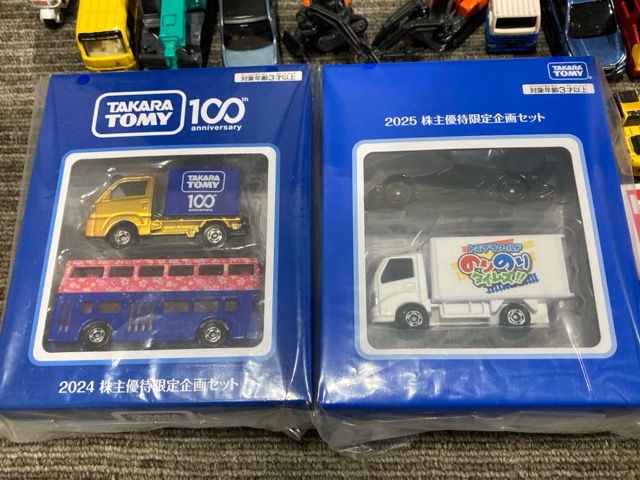 TAKARA
TOMY
100th
anniversary
対象年齢3才以上
TAKARA
TOMY
100th
anniversary
2024 株主優待限定企画セット
TAKARA TOMY
対象年齢3才以上
2025 株主優待限定企画セット
トミカワールド
のりのり
タイムズ!!